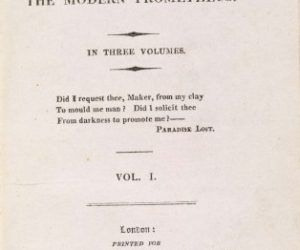 THE MODERN PROMETHEUS.
IN THREE VOLUMES.
Did I request thee, Maker, from my clay
To mould me man? Did I solicit thee
From darkness to promote me?——
PARADISE LOST.
VOL. I.
London:
PRINTED FOR